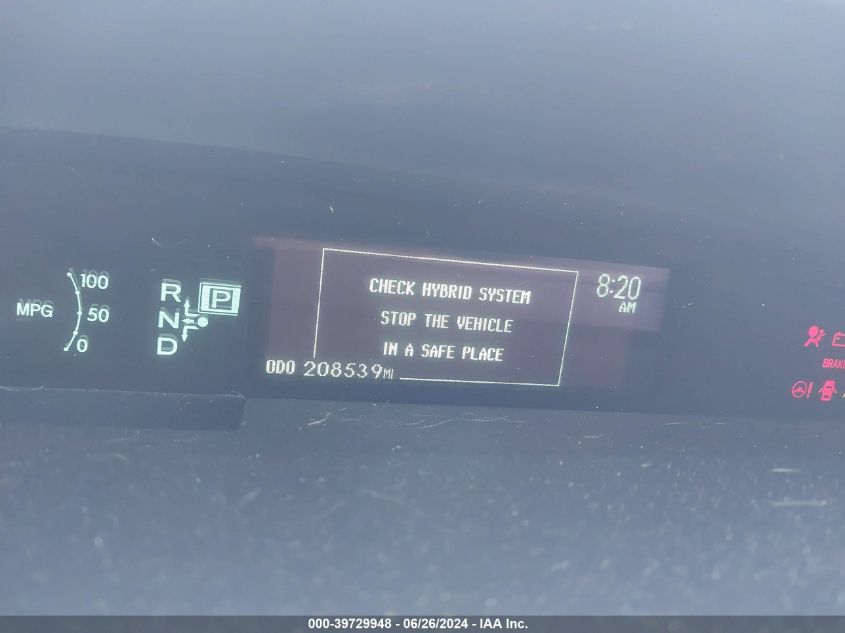 100
MPG
50
0
R
P
N
D
CHECK HYBRID SYSTEM
STOP THE VEHICLE
IN A SAFE PLACE
8:20
AM
ODO 208539MI
!
000-39729948 - 06/26/2024 - IAA Inc.